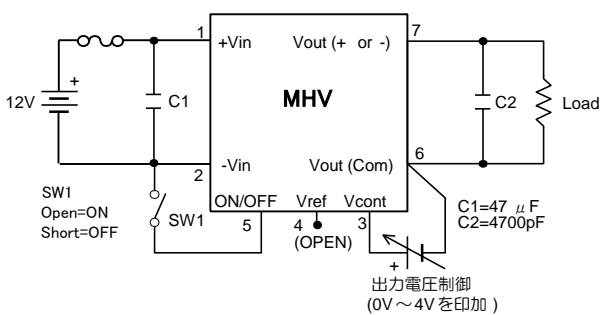 1
+Vin
Vout (+ or -)
7
+
12V
C1
MHV
C2
Load
-Vin
2
Vout (Com)
6
SW1
Open=ON
Short=OFF
SW1
ON/OFF
Vref
Vcont
5
4
(OPEN)
3
C1=47 μF
C2=4700pF
+
出力電圧制御
(0V～4Vを印加 )